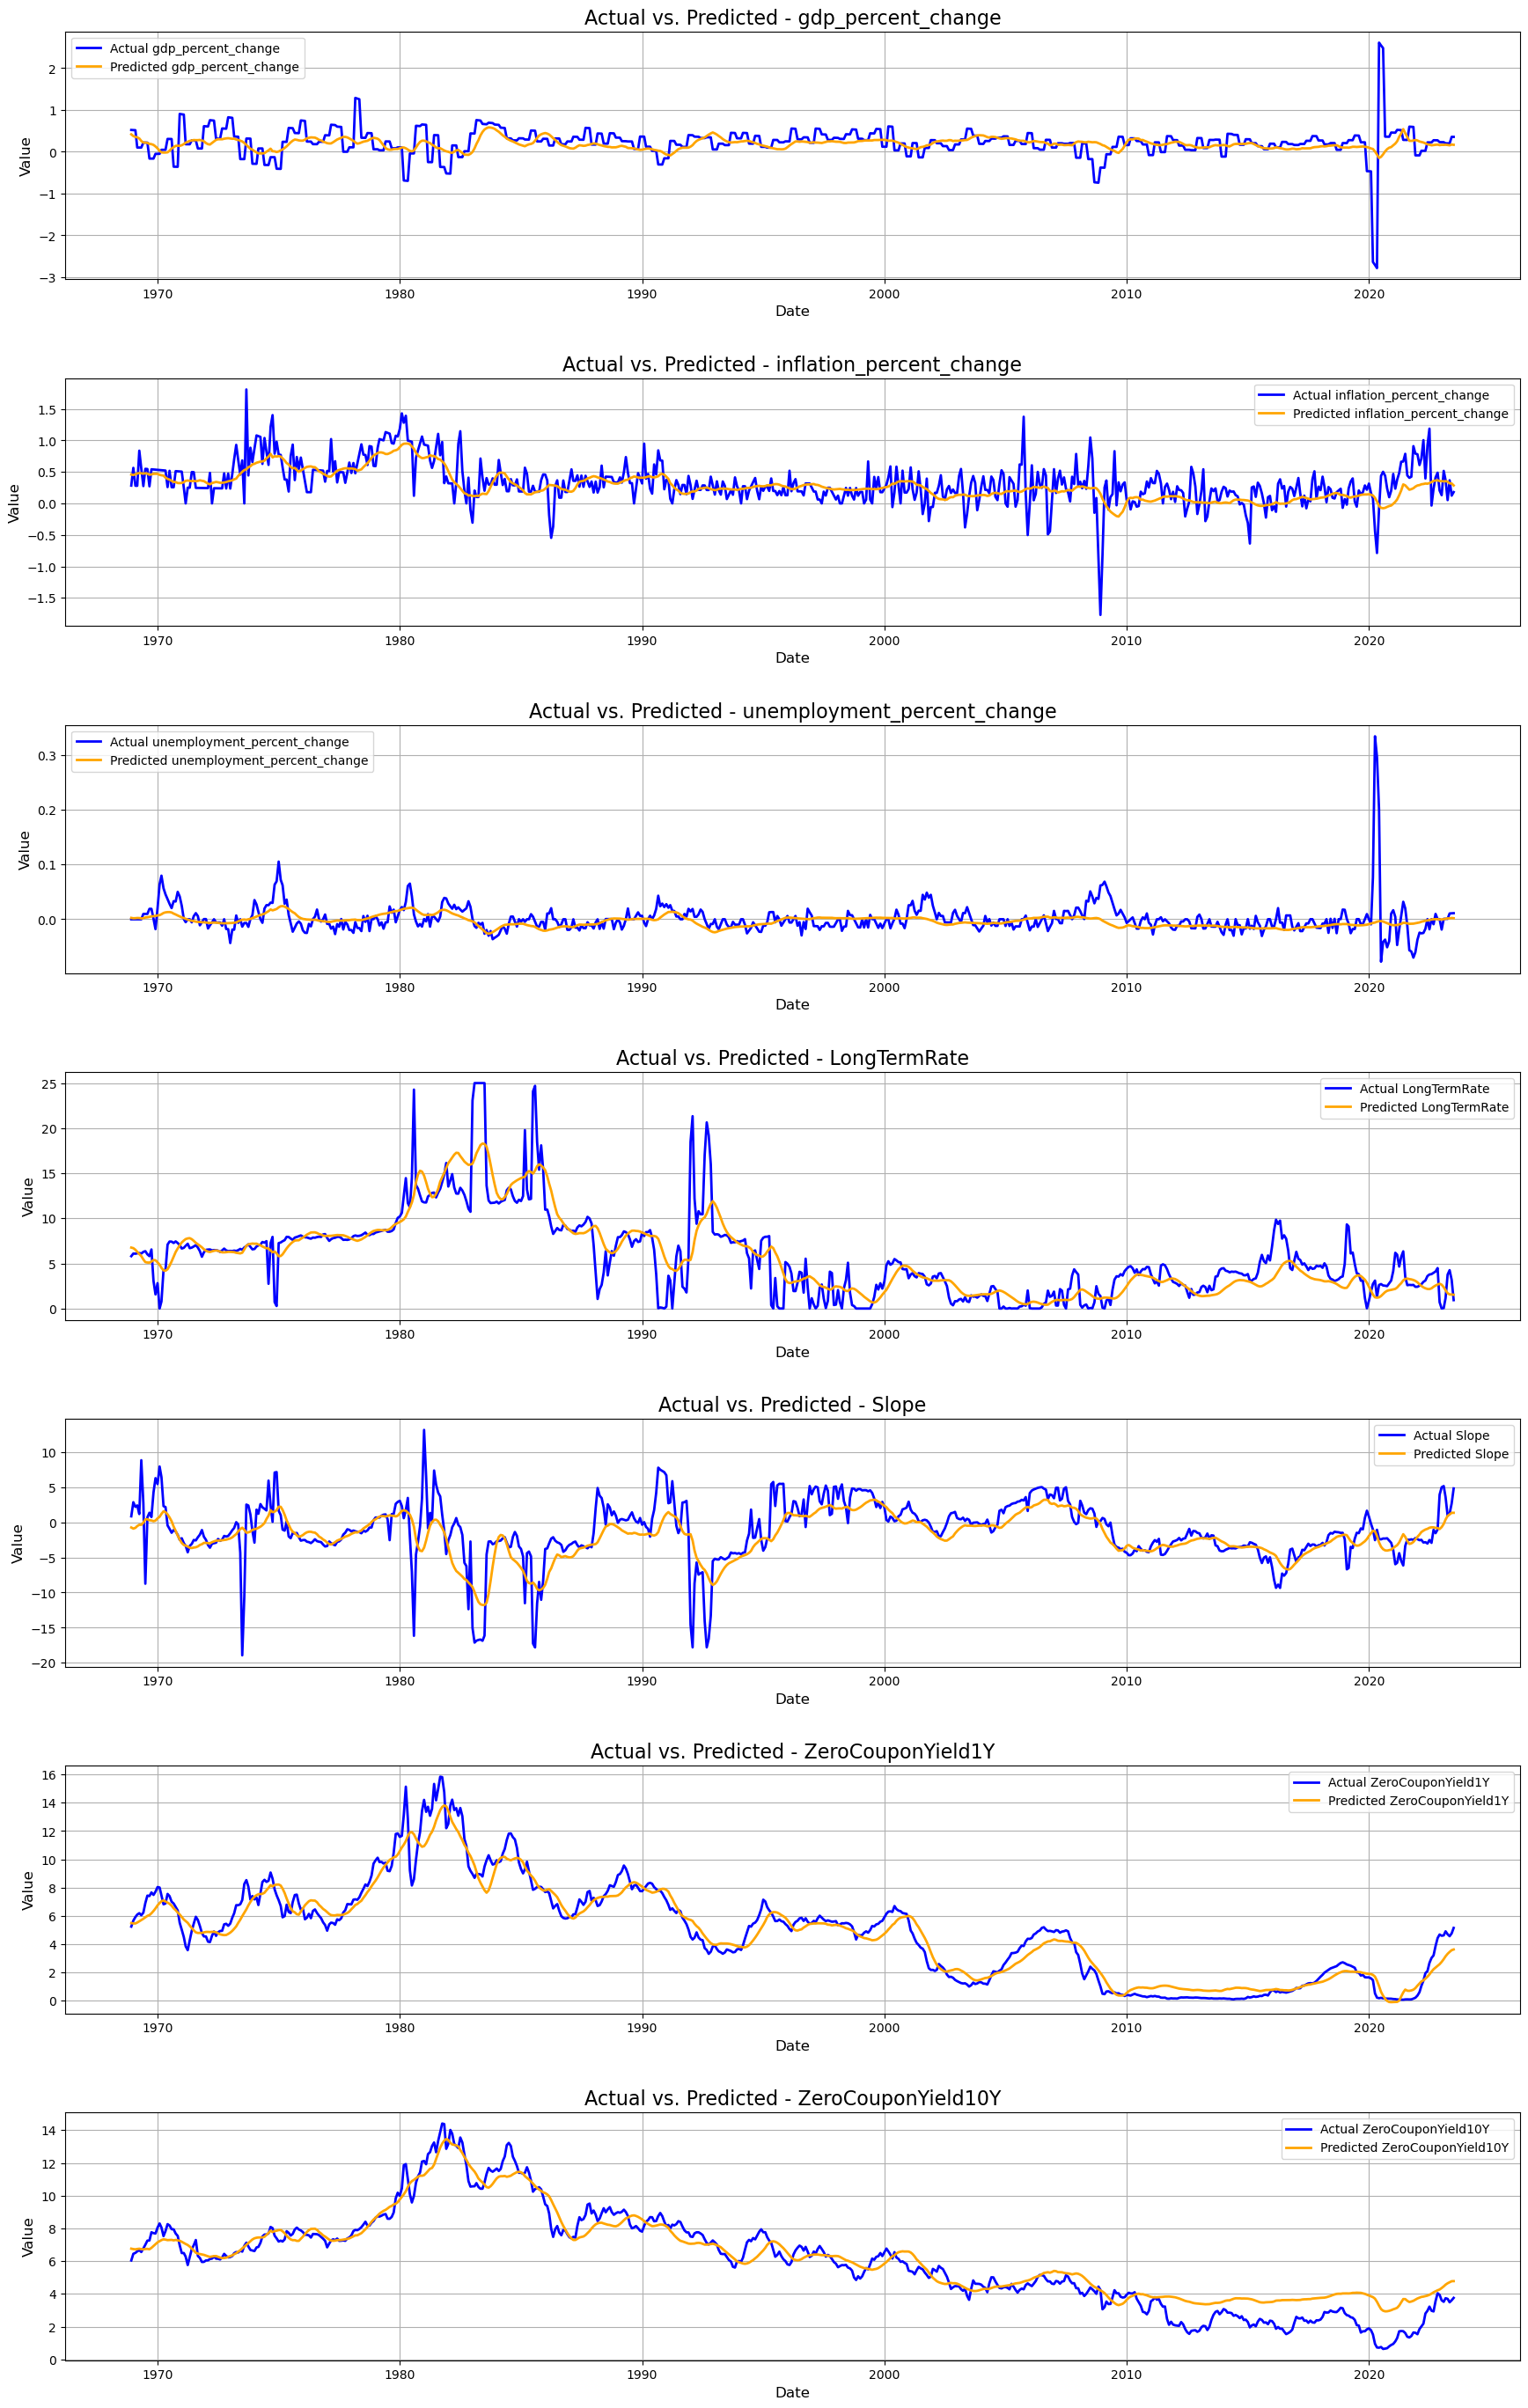 Actual vs. Predicted - gdp_percent_change
Actual gdp_percent_change
Predicted gdp_percent_change
Value
2
1
0
−1
−2
−3
1970 1980 1990 2000 2010 2020
Date
Actual vs. Predicted - inflation_percent_change
Actual inflation_percent_change
Predicted inflation_percent_change
Value
1.5
1.0
0.5
0.0
−0.5
−1.0
−1.5
1970 1980 1990 2000 2010 2020
Date
Actual vs. Predicted - unemployment_percent_change
Actual unemployment_percent_change
Predicted unemployment_percent_change
Value
0.3
0.2
0.1
0.0
1970 1980 1990 2000 2010 2020
Date
Actual vs. Predicted - LongTermRate
Actual LongTermRate
Predicted LongTermRate
Value
25
20
15
10
5
0
1970 1980 1990 2000 2010 2020
Date
Actual vs. Predicted - Slope
Actual Slope
Predicted Slope
Value
10
5
0
−5
−10
−15
−20
1970 1980 1990 2000 2010 2020
Date
Actual vs. Predicted - ZeroCouponYield1Y
Actual ZeroCouponYield1Y
Predicted ZeroCouponYield1Y
Value
16
14
12
10
8
6
4
2
0
1970 1980 1990 2000 2010 2020
Date
Actual vs. Predicted - ZeroCouponYield10Y
Actual ZeroCouponYield10Y
Predicted ZeroCouponYield10Y
Value
14
12
10
8
6
4
2
0
1970 1980 1990 2000 2010 2020
Date